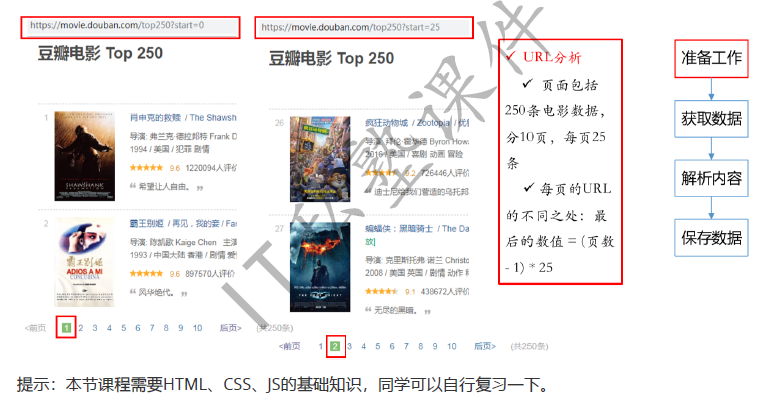 https://movie.douban.com/top250?start=0
豆瓣电影 Top 250
1
肖申克的救赎 / The Shawsh
导演: 弗兰克·德拉邦特 Frank D
1994 / 美国 / 犯罪 剧情
9.6 1220094人评价
“ 希望让人自由。 ”
SHAWSHANK
2
霸王别姬 / 再见，我的妾 / Far
导演: 陈凯歌 Kaige Chen 主演
1993 / 中国大陆 香港 / 剧情 爱
9.6 897570人评价
“ 风华绝代。 ”
霸王别姬
ADIOS A MI
CONCUBINA
<前页 1 2 3 4 5 6 7 8 9 10 后页> (共250条)
https://movie.douban.com/top250?start=25
豆瓣电影 Top 250
26
疯狂动物城 / Zootopia / 优
导演: 拜伦·霍华德 Byron Howa
2016 / 美国 / 喜剧 动画 冒险
9.2 726446人评价
“ 迪士尼给我们营造的乌托邦
27
蝙蝠侠：黑暗骑士 / The Da
放]
导演: 克里斯托弗·诺兰 Christo
2008 / 美国 英国 / 剧情 动作 科
9.1 438672人评价
“ 无尽的黑暗。 ”
<前页 1 2 3 4 5 6 7 8 9 10 后页> (共250条)
✓ URL分析
✓ 页面包括
250条电影数据，
分10页，每页25
条
✓ 每页的URL
的不同之处：最
后的数值=(页数
-1)*25
准备工作
获取数据
解析内容
保存数据
IT私塾课件
提示：本节课程需要HTML、CSS、JS的基础知识，同学可以自行复习一下。